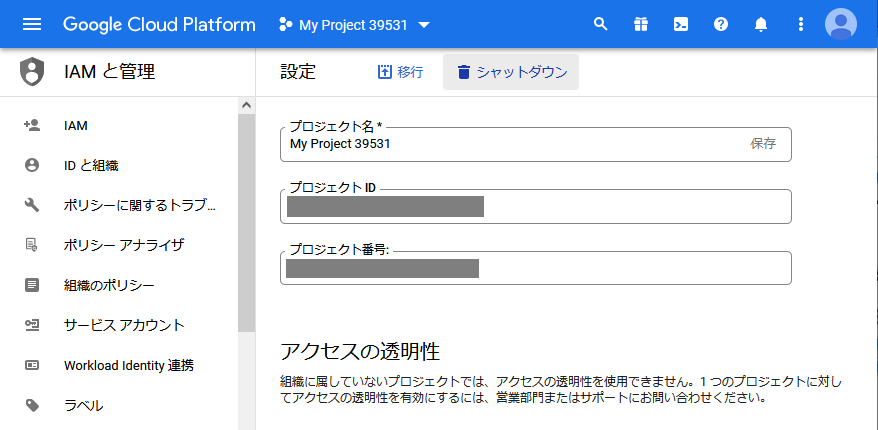 Google Cloud Platform My Project 39531
IAM と管理
設定 移行 シャットダウン
IAM
ID と組織
ポリシーに関するトラブ...
ポリシー アナライザ
組織のポリシー
サービス アカウント
Workload Identity 連携
ラベル
プロジェクト名 *
My Project 39531 保存
プロジェクト ID
プロジェクト番号:
アクセスの透明性
組織に属していないプロジェクトでは、アクセスの透明性を使用できません。1 つのプロジェクトに対し
てアクセスの透明性を有効にするには、営業部門またはサポートにお問い合わせください。